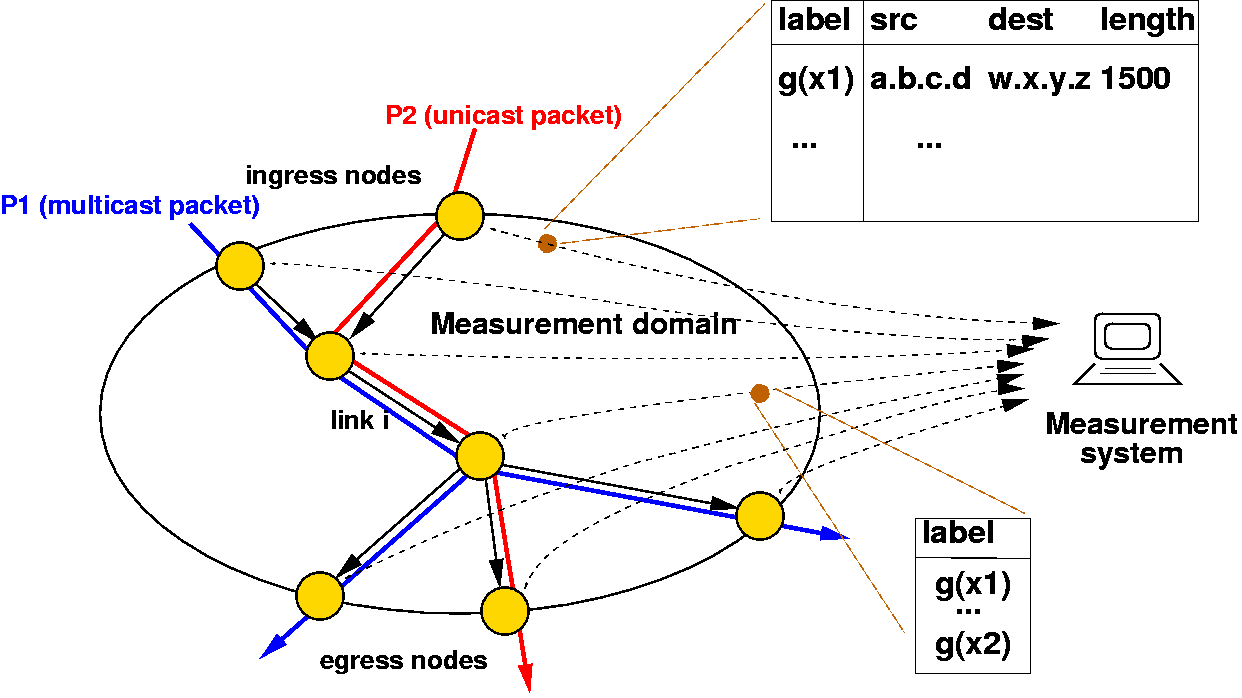 label src dest length
g(x1) a.b.c.d w.x.y.z 1500
... ...
P2 (unicast packet)
ingress nodes
P1 (multicast packet)
Measurement domain
link i
Measurement
system
label
g(x1)
...
g(x2)
egress nodes